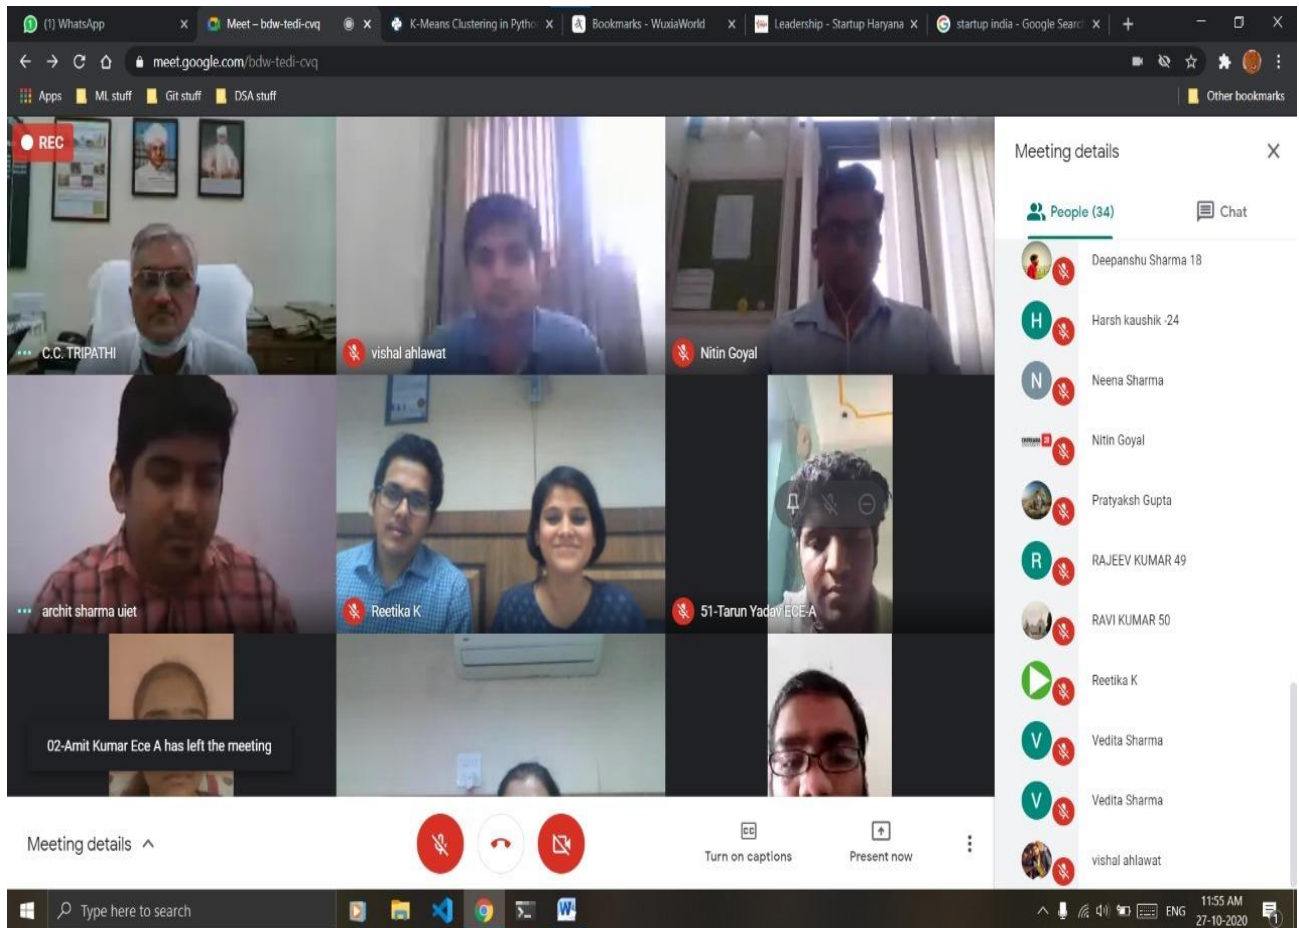 (1) WhatsApp
Meet – bdw-tedi-cvq
K-Means Clustering in Pytho
Bookmarks - WuxiaWorld
Leadership - Startup Haryana
startup india - Google Searc
meet.google.com/bdw-tedi-cvq
Apps
ML stuff
Git stuff
DSA stuff
Other bookmarks
REC
C.C. TRIPATHI
vishal ahlawat
Nitin Goyal
archit sharma uiet
Reetika K
51-Tarun Yadav ECE-A
02-Amit Kumar Ece A has left the meeting
Meeting details
People (34)
Chat
Deepanshu Sharma 18
H
Harsh kaushik -24
N
Neena Sharma
Nitin Goyal
Pratyaksh Gupta
R
RAJEEV KUMAR 49
RAVI KUMAR 50
Reetika K
V
Vedita Sharma
V
Vedita Sharma
vishal ahlawat
Meeting details
CC
Turn on captions
Present now
Type here to search
W
ENG
11:55 AM
27-10-2020
1